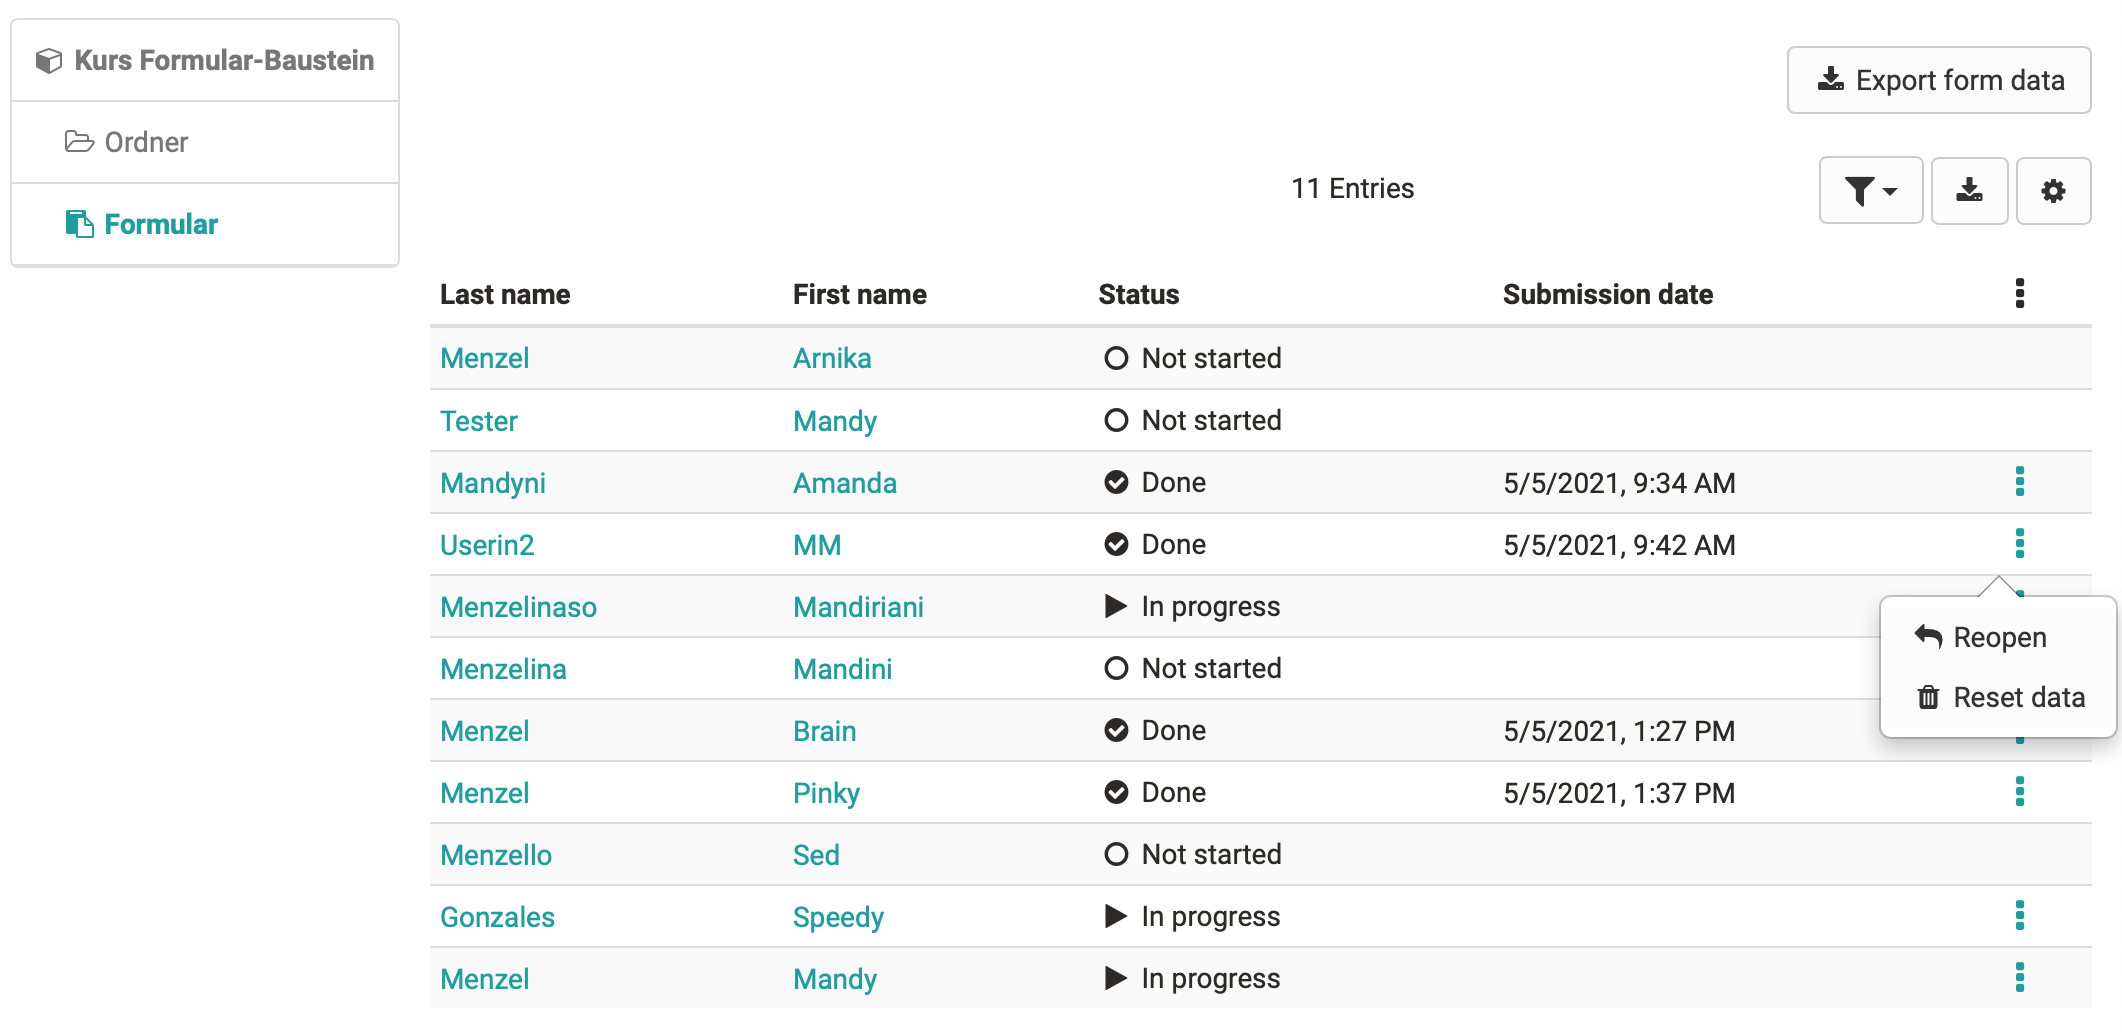 Kurs Formular-Baustein
Ordner
Formular
Export form data
11 Entries
Last name First name Status Submission date
Menzel Arnika Not started
Tester Mandy Not started
Mandyni Amanda Done 5/5/2021, 9:34 AM
Userin2 MM Done 5/5/2021, 9:42 AM
Menzelinaso Mandiriani In progress
Reopen
Menzelina Mandini Not started
Reset data
Menzel Brain Done 5/5/2021, 1:27 PM
Menzel Pinky Done 5/5/2021, 1:37 PM
Menzello Sed Not started
Gonzales Speedy In progress
Menzel Mandy In progress